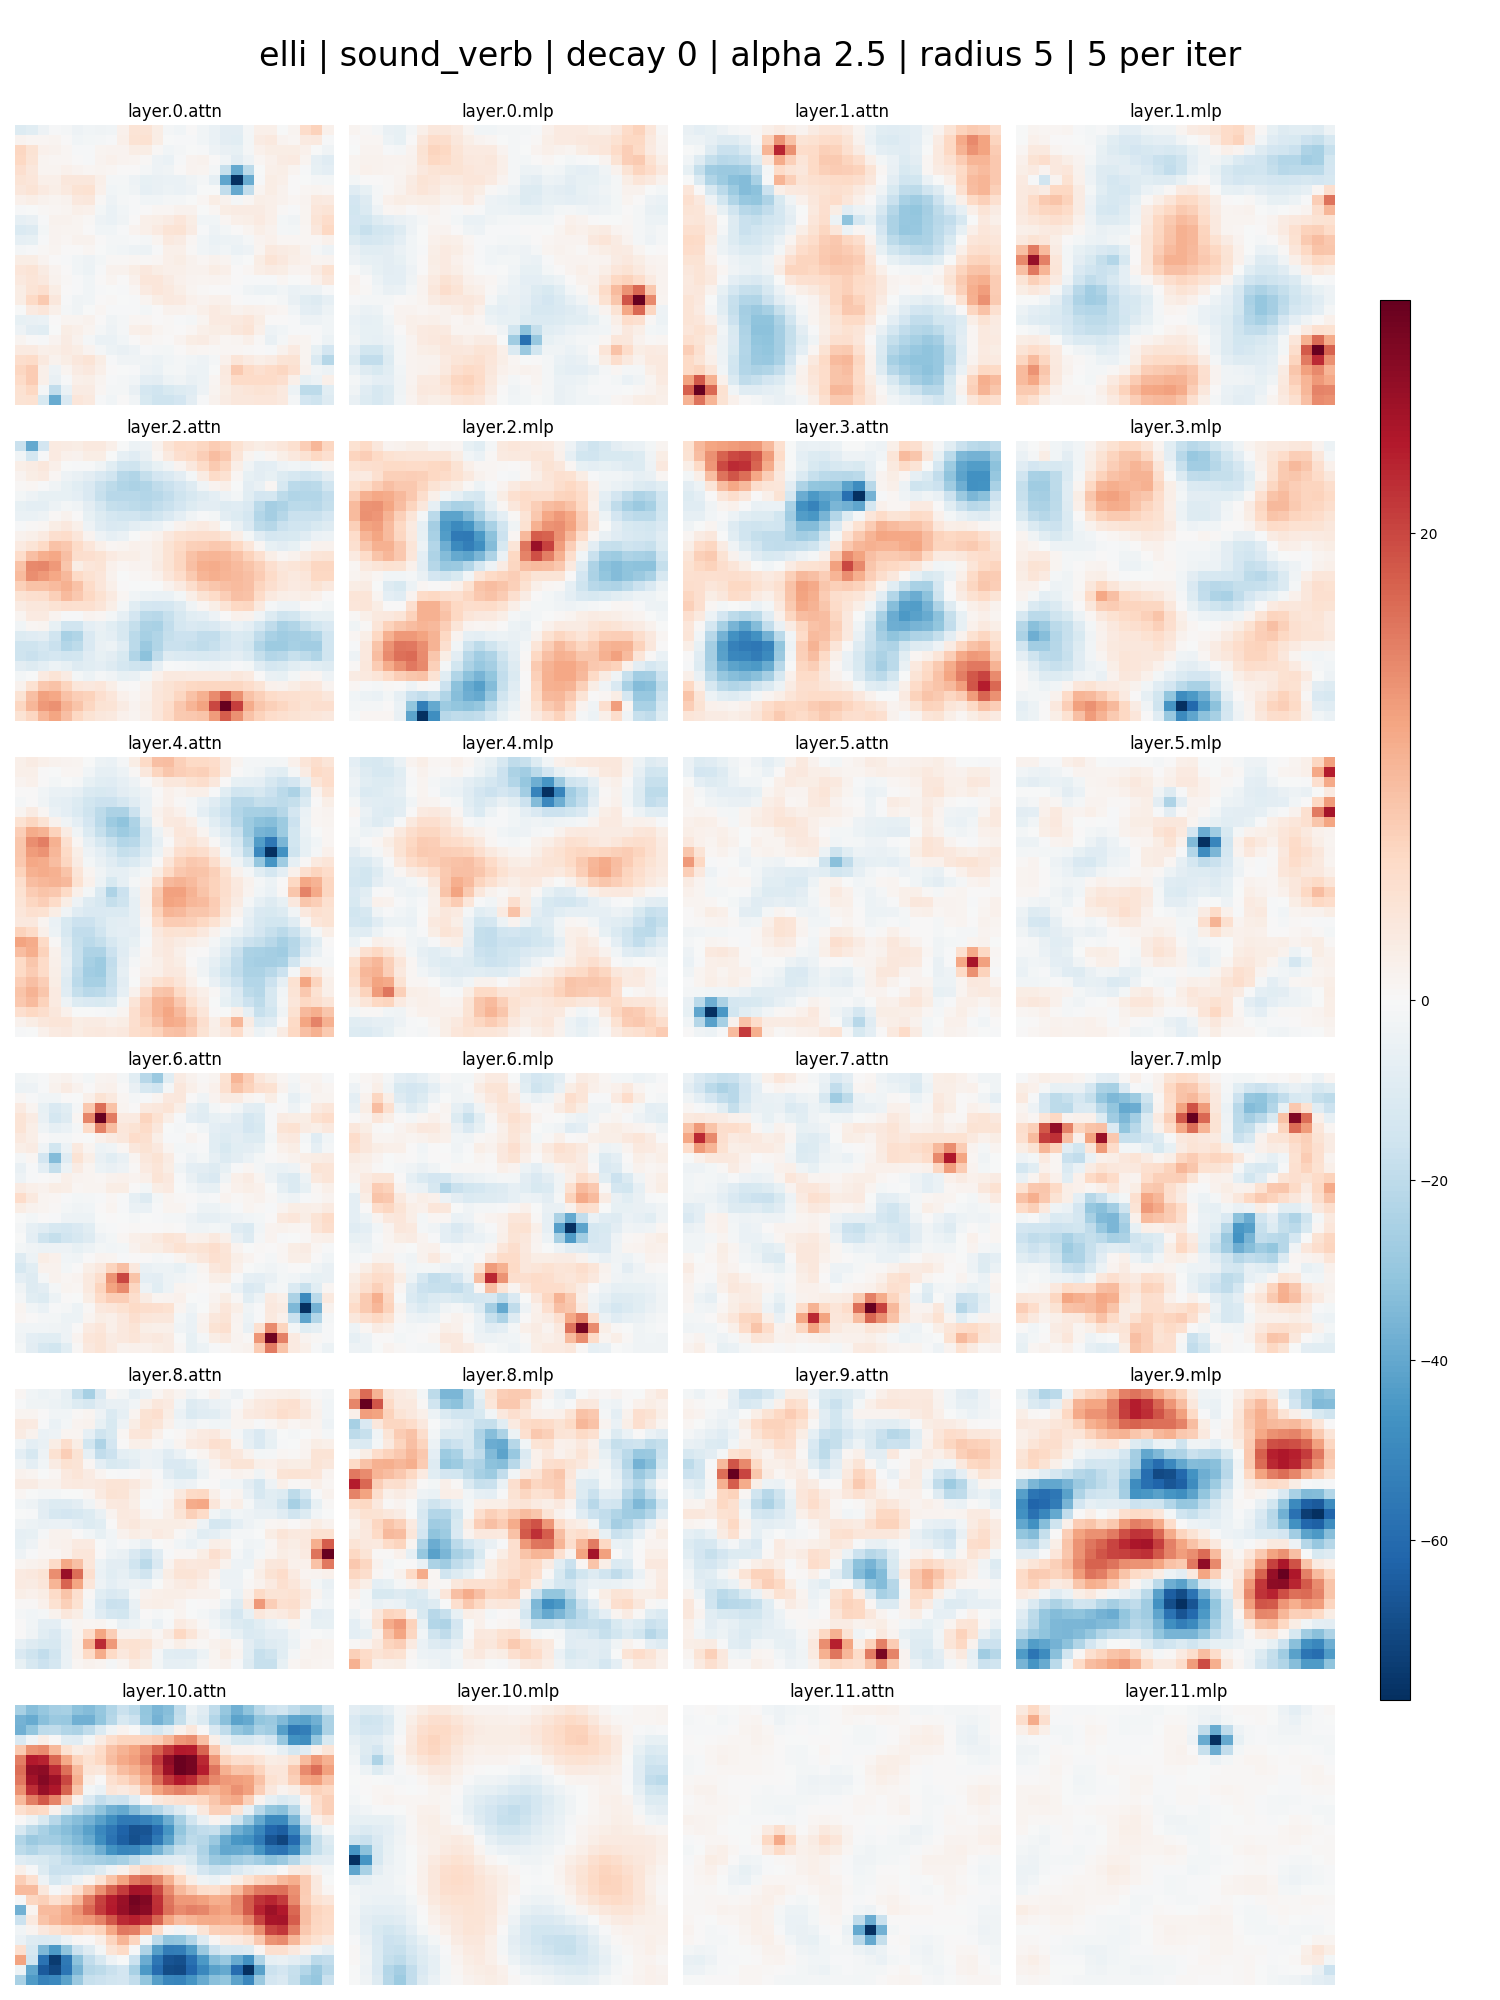 elli | sound_verb | decay 0 | alpha 2.5 | radius 5 | 5 per iter
layer.0.attn
layer.0.mlp
layer.1.attn
layer.1.mlp
layer.2.attn
layer.2.mlp
layer.3.attn
layer.3.mlp
layer.4.attn
layer.4.mlp
layer.5.attn
layer.5.mlp
layer.6.attn
layer.6.mlp
layer.7.attn
layer.7.mlp
layer.8.attn
layer.8.mlp
layer.9.attn
layer.9.mlp
layer.10.attn
layer.10.mlp
layer.11.attn
layer.11.mlp
20
0
−20
−40
−60